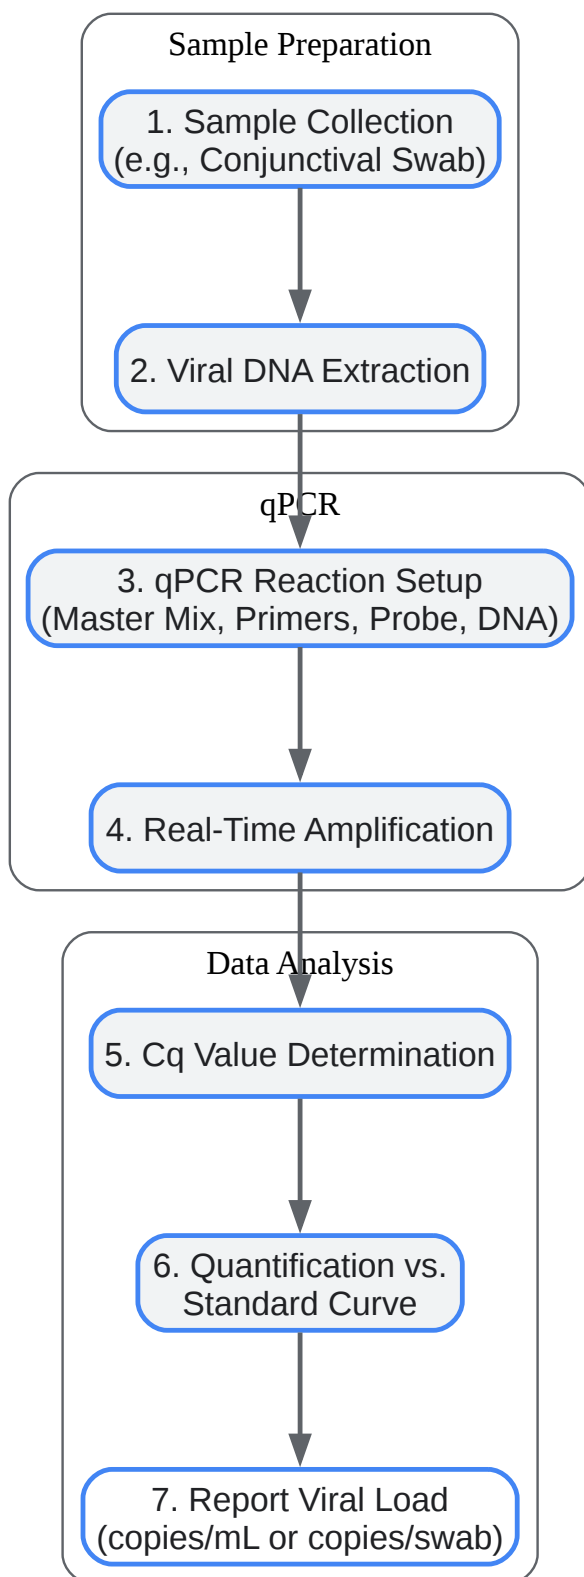 Sample Preparation
1. Sample Collection
(e.g., Conjunctival Swab)
2. Viral DNA Extraction
qPCR
3. qPCR Reaction Setup
(Master Mix, Primers, Probe, DNA)
4. Real-Time Amplification
Data Analysis
5. Cq Value Determination
6. Quantification vs.
Standard Curve
7. Report Viral Load
(copies/mL or copies/swab)